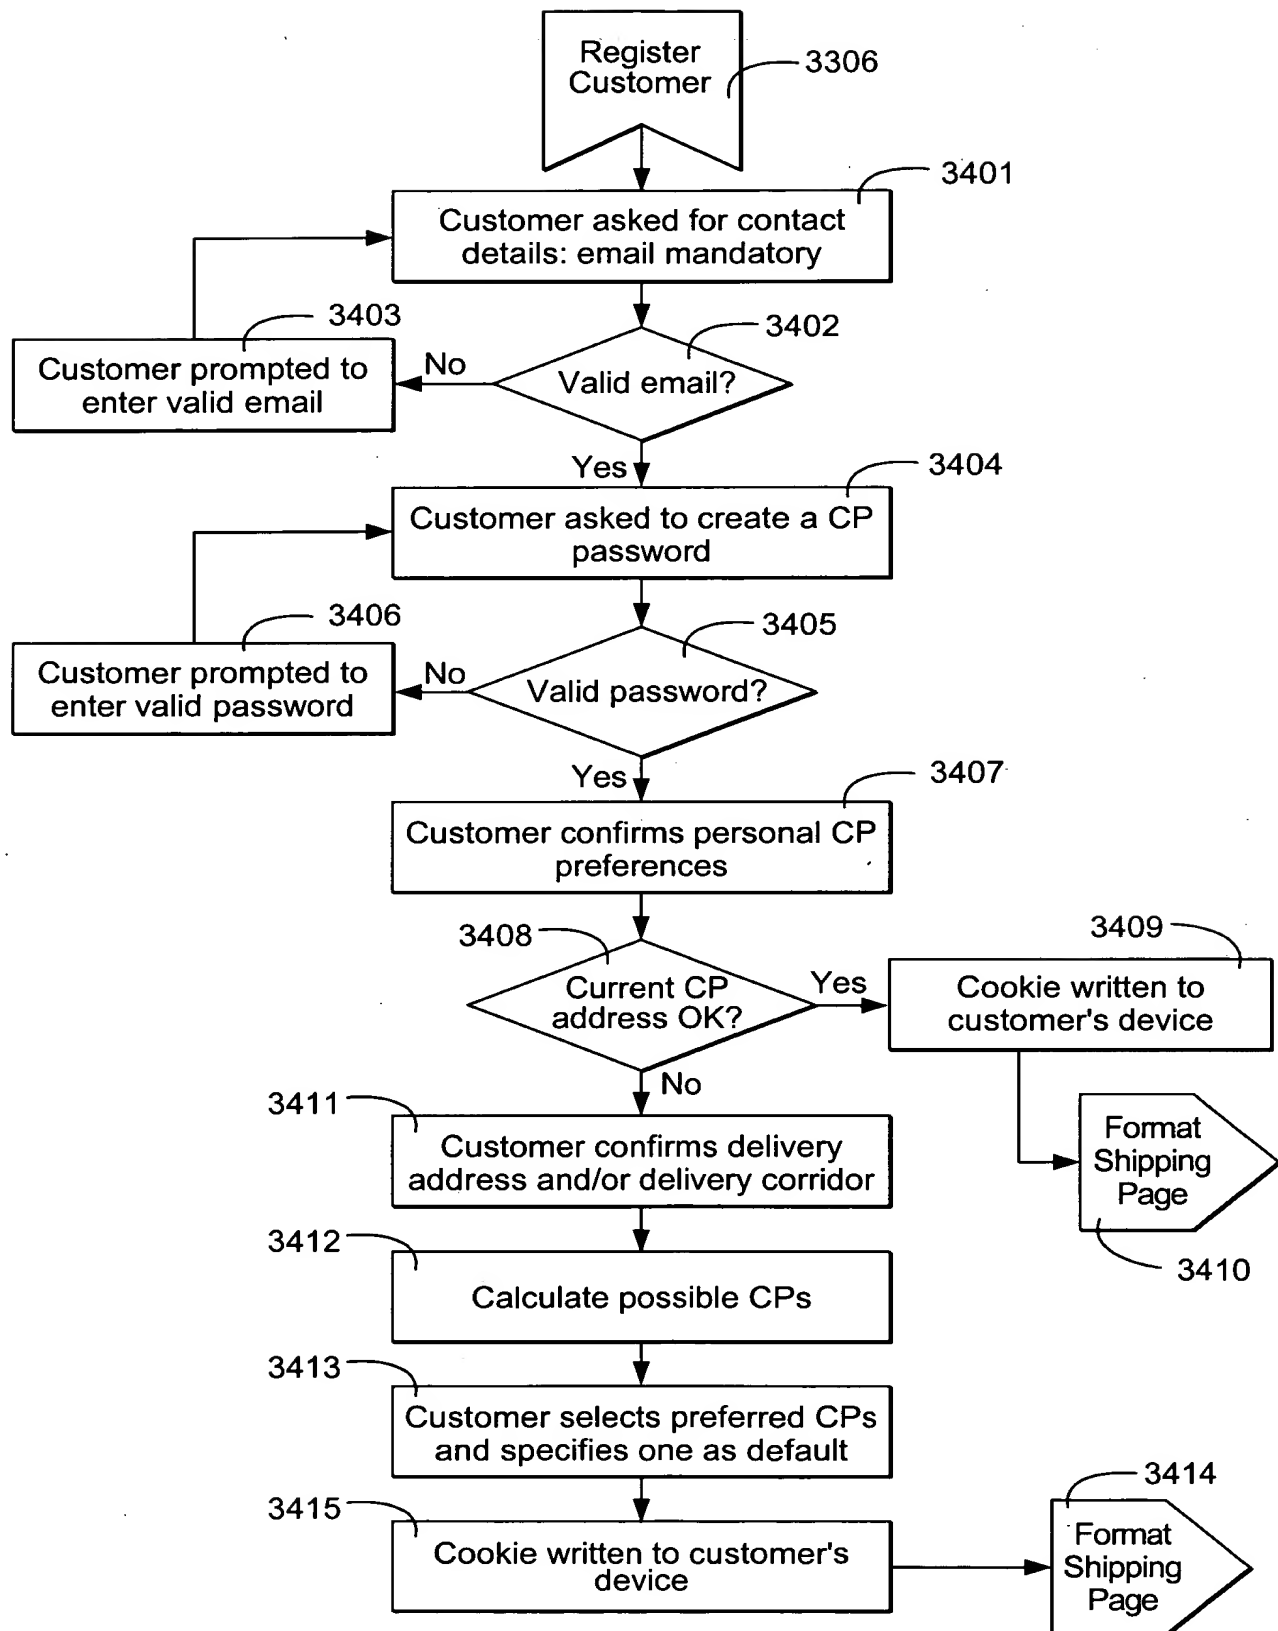 Register
Customer
3306
3401
Customer asked for contact
details: email mandatory
3403
3402
Customer prompted to
enter valid email
No
Valid email?
Yes
3404
Customer asked to create a CP
password
3406
3405
Customer prompted to
enter valid password
No
Valid password?
Yes
3407
Customer confirms personal CP
preferences
3408
3409
Current CP
address OK?
Yes
Cookie written to
customer's device
No
3411
Customer confirms delivery
address and/or delivery corridor
Format
Shipping
Page
3410
3412
Calculate possible CPs
3413
Customer selects preferred CPs
and specifies one as default
3414
3415
Cookie written to customer's
device
Format
Shipping
Page